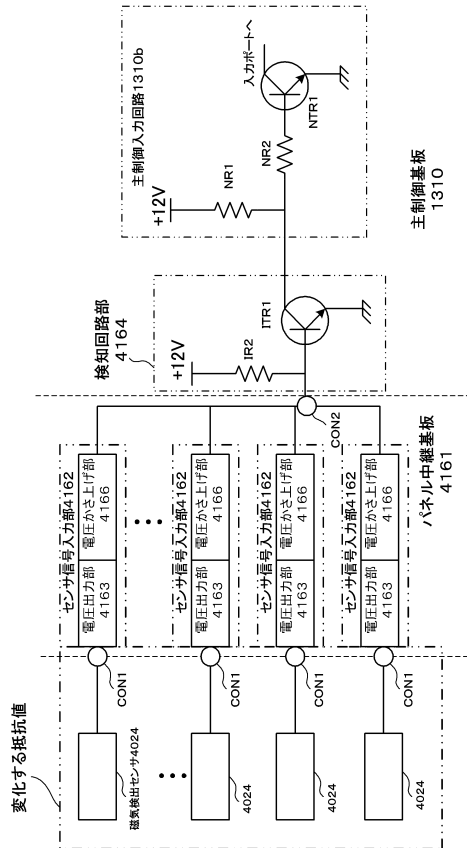 変化する抵抗値
磁気検出センサ4024
4024
4024
4024
CON1
CON1
CON1
CON1
センサ信号入力部4162
電圧出力部
4163
電圧かさ上げ部
4166
センサ信号入力部4162
電圧出力部
4163
電圧かさ上げ部
4166
センサ信号入力部4162
電圧出力部
4163
電圧かさ上げ部
4166
センサ信号入力部4162
電圧出力部
4163
電圧かさ上げ部
4166
パネル中継基板
4161
CON2
検知回路部
4164
+12V
IR2
ITR1
主制御入力回路1310b
+12V
NR1
NR2
NTR1
入力ポートへ
主制御基板
1310